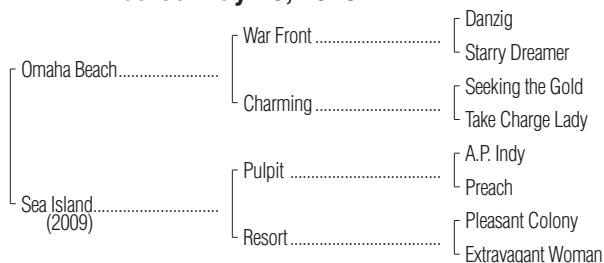 War Front
Danzig
Starry Dreamer
Omaha Beach
Charming
Seeking the Gold
Take Charge Lady
Pulpit
A.P. Indy
Preach
Sea Island
(2009)
Resort
Pleasant Colony
Extravagant Woman